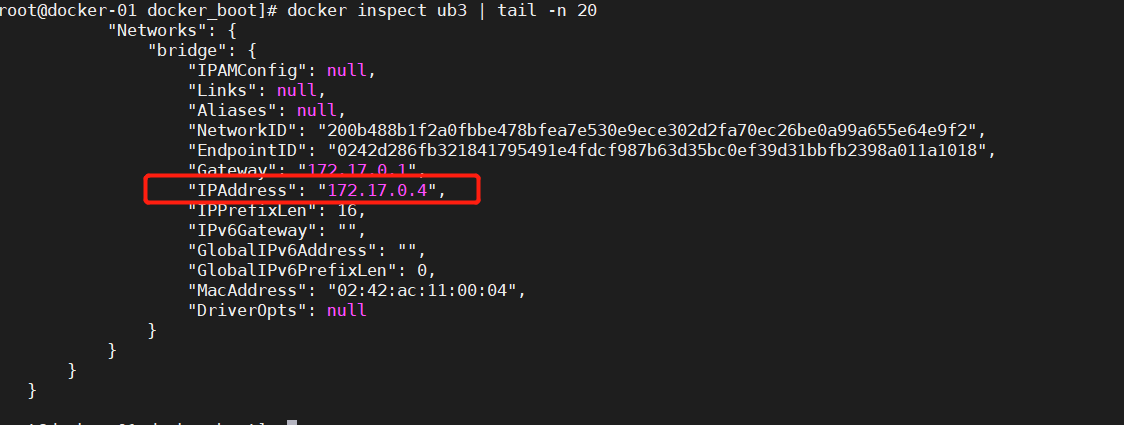 root@docker-01 docker_boot]# docker inspect ub3 | tail -n 20
"Networks": {
"bridge": {
"IPAMConfig": null,
"Links": null,
"Aliases": null,
"NetworkID": "200b488b1f2a0fbbe478bfea7e530e9ece302d2fa70ec26be0a99a655e64e9f2",
"EndpointID": "0242d286fb321841795491e4fdcf987b63d35bc0ef39d31bbfb2398a011a1018",
"Gateway": "172.17.0.1",
"IPAddress": "172.17.0.4",
"IPPrefixLen": 16,
"IPv6Gateway": "",
"GlobalIPv6Address": "",
"GlobalIPv6PrefixLen": 0,
"MacAddress": "02:42:ac:11:00:04",
"DriverOpts": null
}
}
}
}